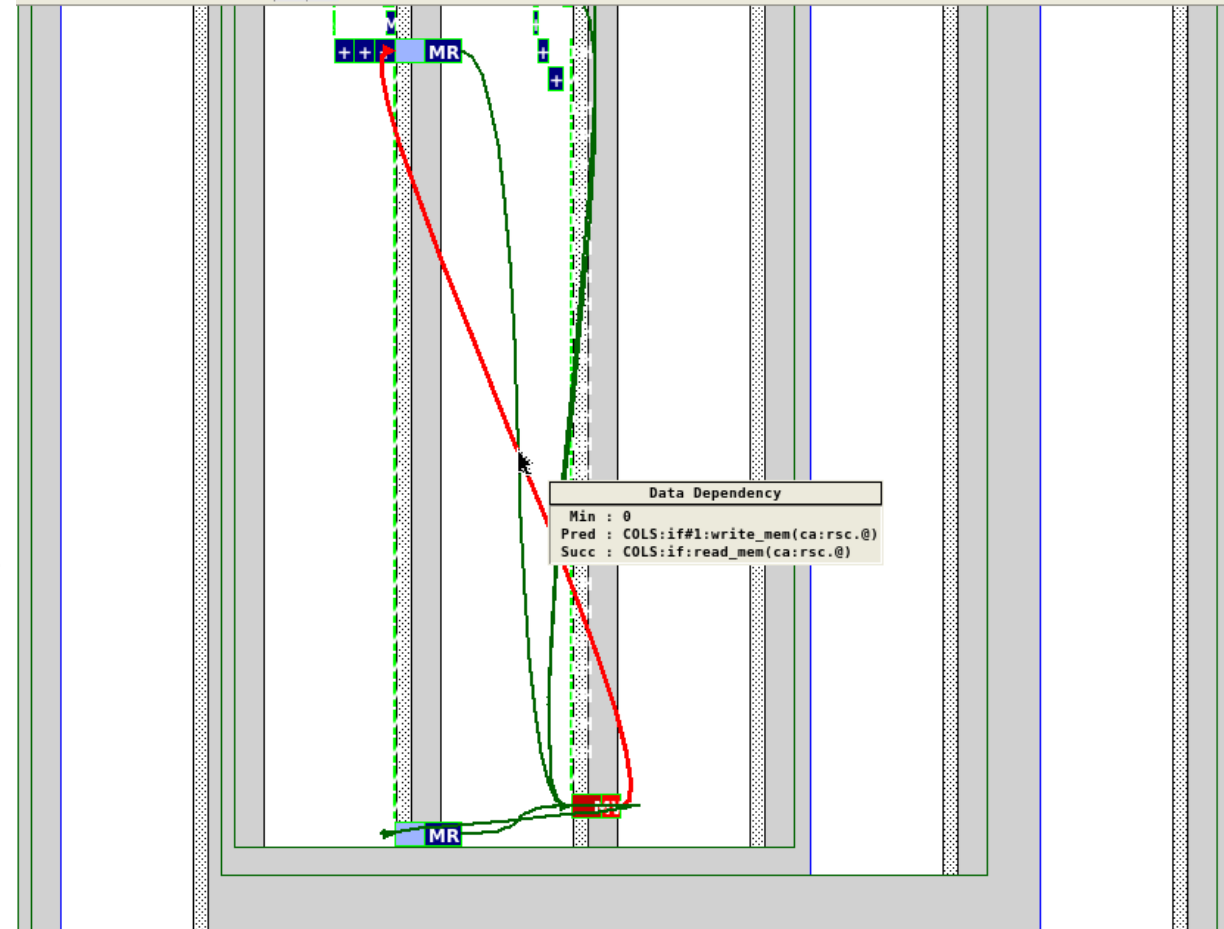 + + MR
+
+
Data Dependency
Min : 0
Pred : COLS:if#1:write_mem(ca:rsc.@)
Succ : COLS:if:read_mem(ca:rsc.@)
MR